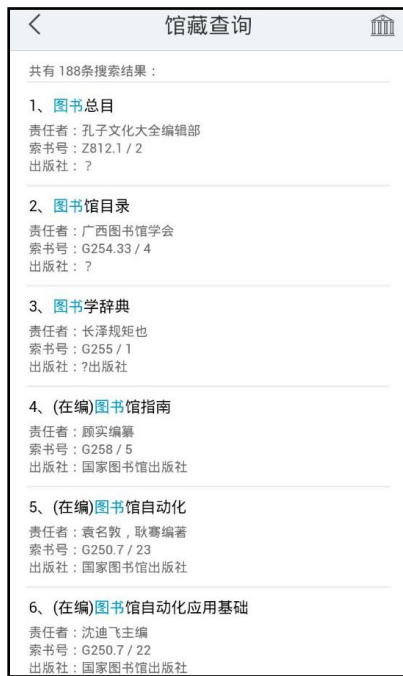 馆藏查询
共有 188条搜索结果：
1、图书总目
责任者：孔子文化大全编辑部
索书号：Z812.1 / 2
出版社：？
2、图书馆目录
责任者：广西图书馆学会
索书号：G254.33 / 4
出版社：？
3、图书学辞典
责任者：长泽规矩也
索书号：G255 / 1
出版社：?出版社
4、(在编)图书馆指南
责任者：顾实编纂
索书号：G258 / 5
出版社：国家图书馆出版社
5、(在编)图书馆自动化
责任者：袁名敦，耿骞编著
索书号：G250.7 / 23
出版社：国家图书馆出版社
6、(在编)图书馆自动化应用基础
责任者：沈迪飞主编
索书号：G250.7 / 22
出版社：国家图书馆出版社